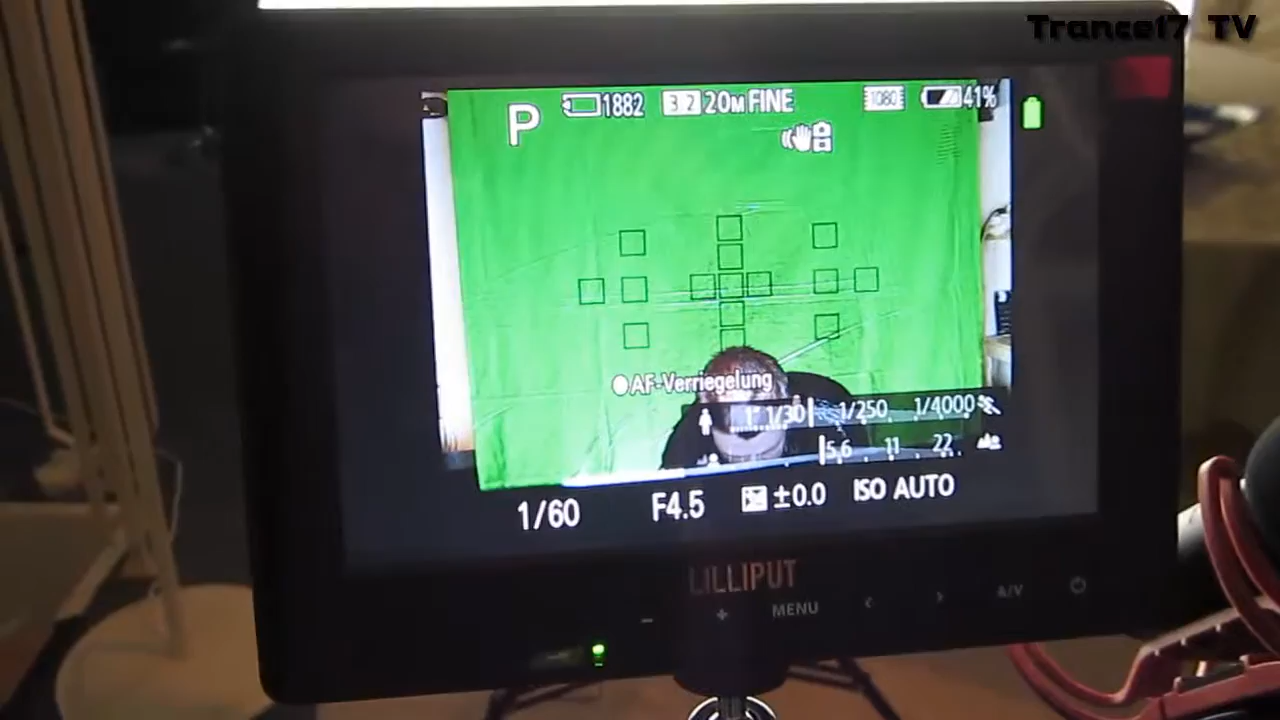 Trance17 TV
P 1882 3:2 20M FINE 1080 41%
AF-Verriegelung
1" 1/30 1/250 1/4000
5,6 11 22
1/60 F4.5 ±0.0 ISO AUTO
LILLIPUT
- + MENU < > A/V